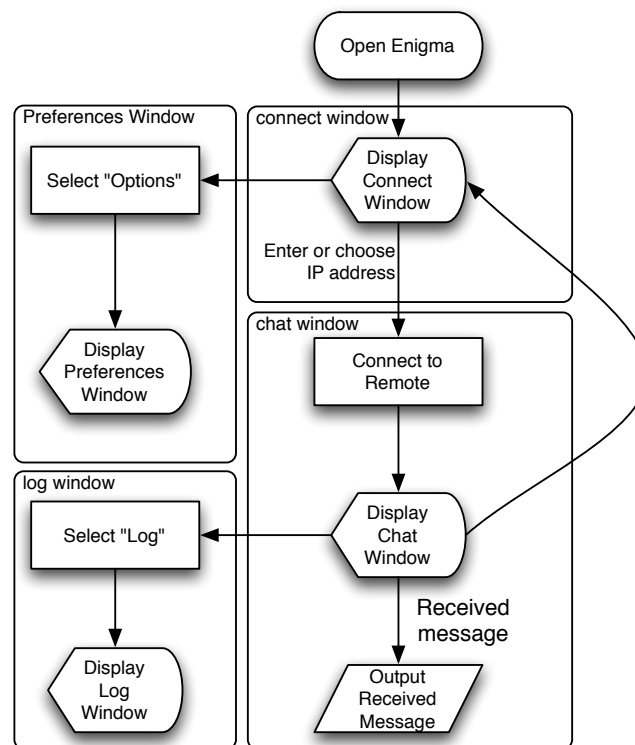 Open Enigma
Preferences Window
connect window
Select "Options"
Display
Connect
Window
Enter or choose
IP address
Display
Preferences
Window
chat window
Connect to
Remote
log window
Select "Log"
Display
Chat
Window
Received
message
Display
Log
Window
Output
Received
Message